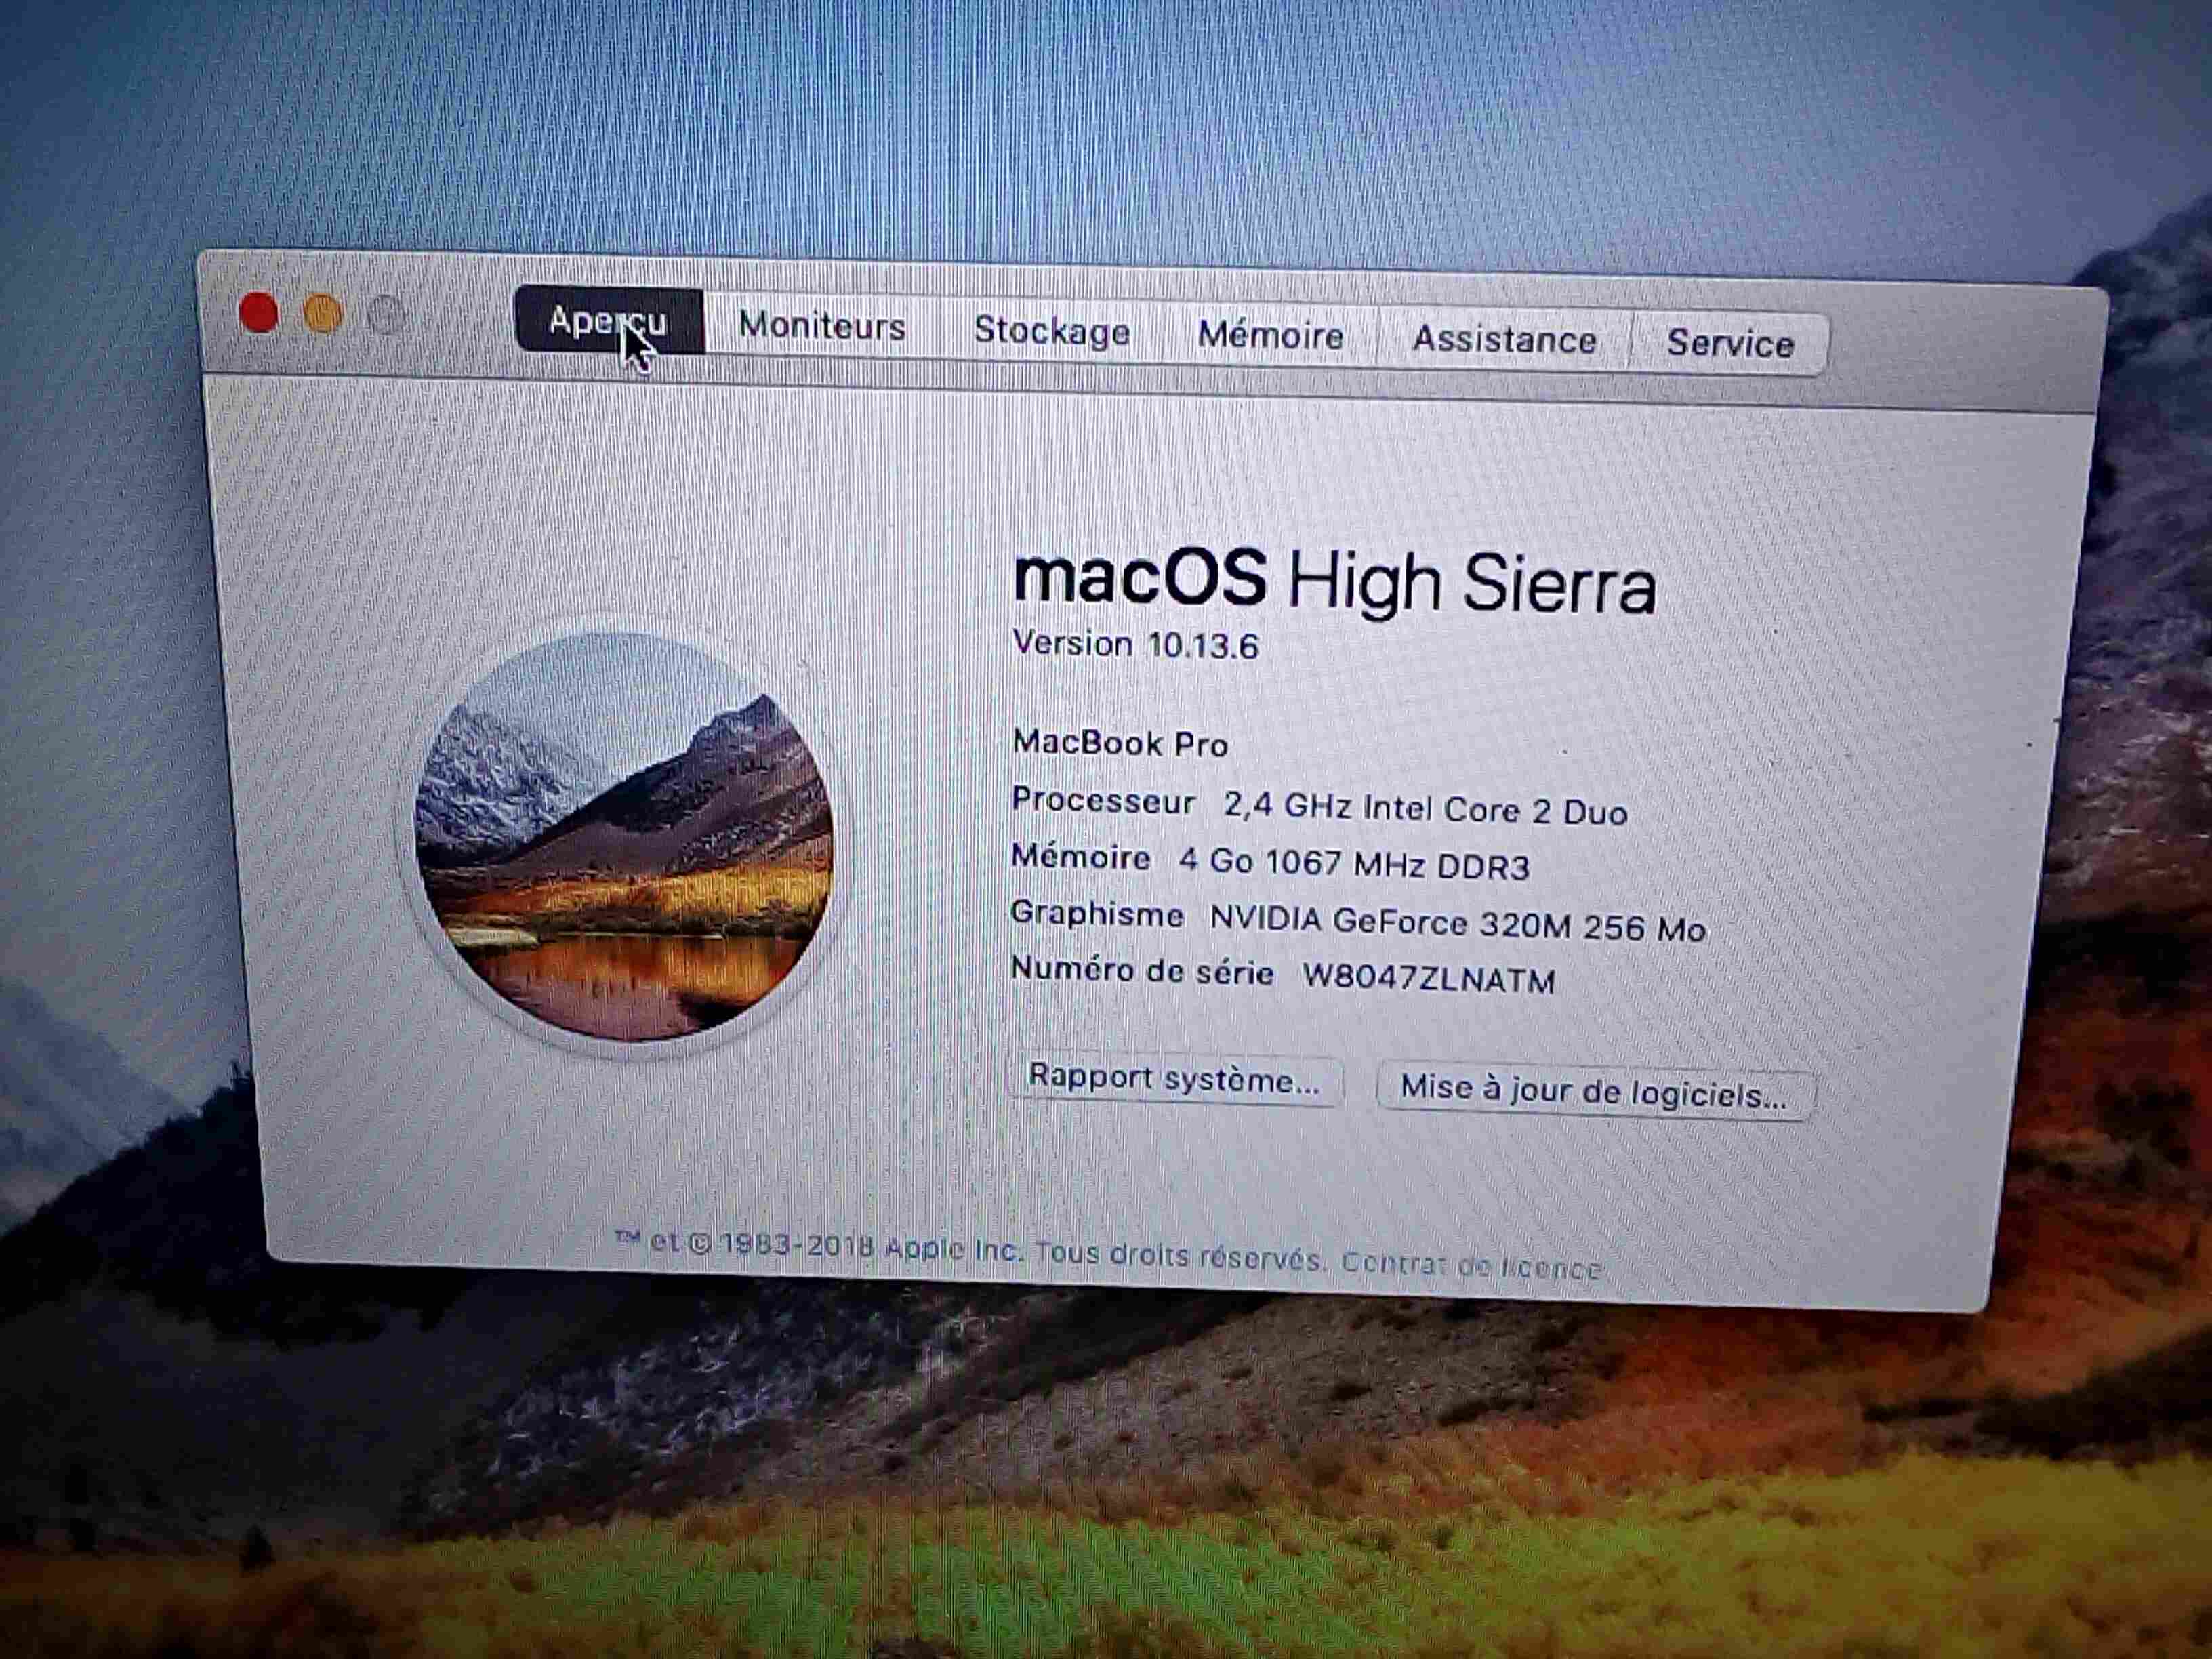 Aperçu Moniteurs Stockage Mémoire Assistance Service
macOS High Sierra
Version 10.13.6
MacBook Pro
Processeur 2,4 GHz Intel Core 2 Duo
Mémoire 4 Go 1067 MHz DDR3
Graphisme NVIDIA GeForce 320M 256 Mo
Numéro de série W8047ZLNATM
Rapport système... Mise à jour de logiciels...
™ et © 1983-2018 Apple Inc. Tous droits réservés. Contrat de licence